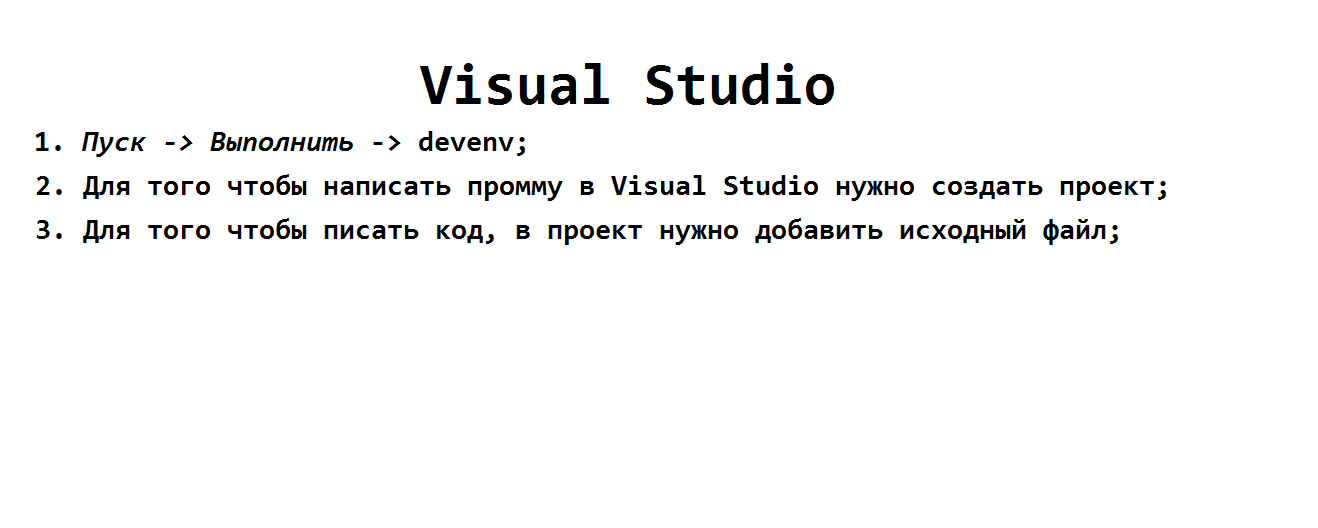 Visual Studio
1. Пуск -> Выполнить -> devenv;
2. Для того чтобы написать промму в Visual Studio нужно создать проект;
3. Для того чтобы писать код, в проект нужно добавить исходный файл;